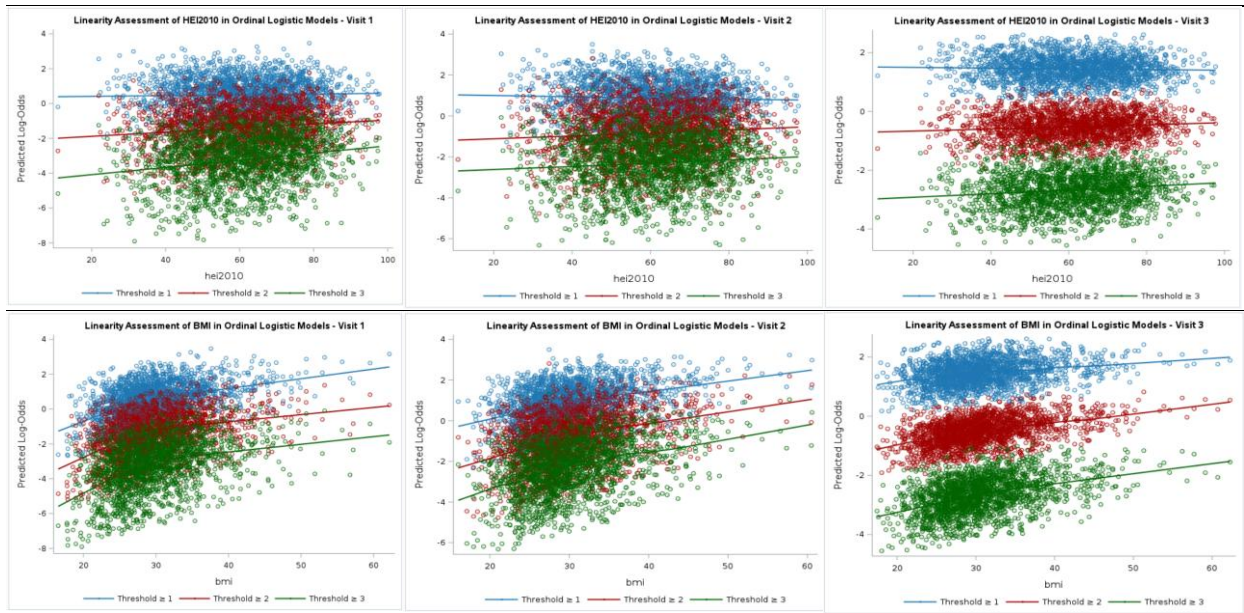 Linearity Assessment of HEI2010 in Ordinal Logistic Models - Visit 1
4
2
0
-2
-4
-6
-8
Predicted Log-Odds
20 40 60 80 100
hei2010
Threshold ≥ 1 Threshold ≥ 2 Threshold ≥ 3
Linearity Assessment of HEI2010 in Ordinal Logistic Models - Visit 2
4
2
0
-2
-4
-6
Predicted Log-Odds
20 40 60 80 100
hei2010
Threshold ≥ 1 Threshold ≥ 2 Threshold ≥ 3
Linearity Assessment of HEI2010 in Ordinal Logistic Models - Visit 3
2
0
-2
-4
Predicted Log-Odds
20 40 60 80 100
hei2010
Threshold ≥ 1 Threshold ≥ 2 Threshold ≥ 3
Linearity Assessment of BMI in Ordinal Logistic Models - Visit 1
4
2
0
-2
-4
-6
-8
Predicted Log-Odds
20 30 40 50 60
bmi
Threshold ≥ 1 Threshold ≥ 2 Threshold ≥ 3
Linearity Assessment of BMI in Ordinal Logistic Models - Visit 2
4
2
0
-2
-4
-6
Predicted Log-Odds
20 30 40 50 60
bmi
Threshold ≥ 1 Threshold ≥ 2 Threshold ≥ 3
Linearity Assessment of BMI in Ordinal Logistic Models - Visit 3
2
0
-2
-4
Predicted Log-Odds
20 30 40 50 60
bmi
Threshold ≥ 1 Threshold ≥ 2 Threshold ≥ 3